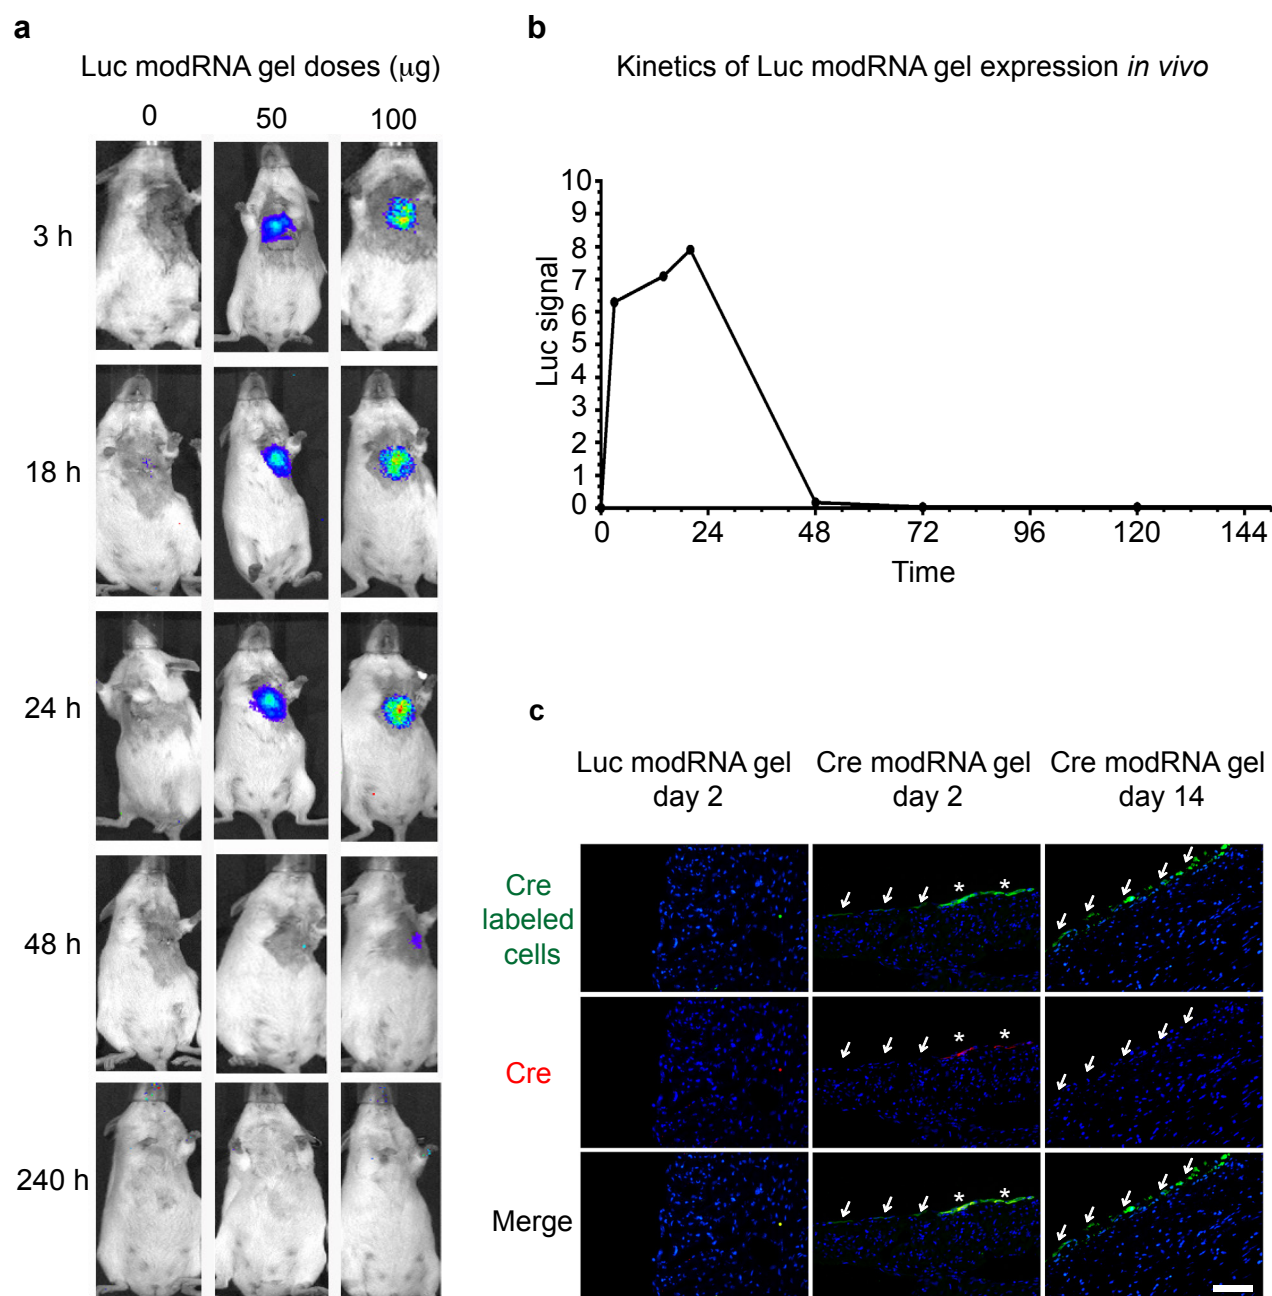 a
Luc modRNA gel doses (μg)
0 50 100
3 h
18 h
24 h
48 h
240 h
b
Kinetics of Luc modRNA gel expression in vivo
10
9
8
7
6
5
4
3
2
1
0
Luc signal
0 24 48 72 96 120 144
Time
c
Luc modRNA gel
day 2
Cre modRNA gel
day 2
Cre modRNA gel
day 14
Cre
labeled
cells
* *
Cre
* *
Merge
* *